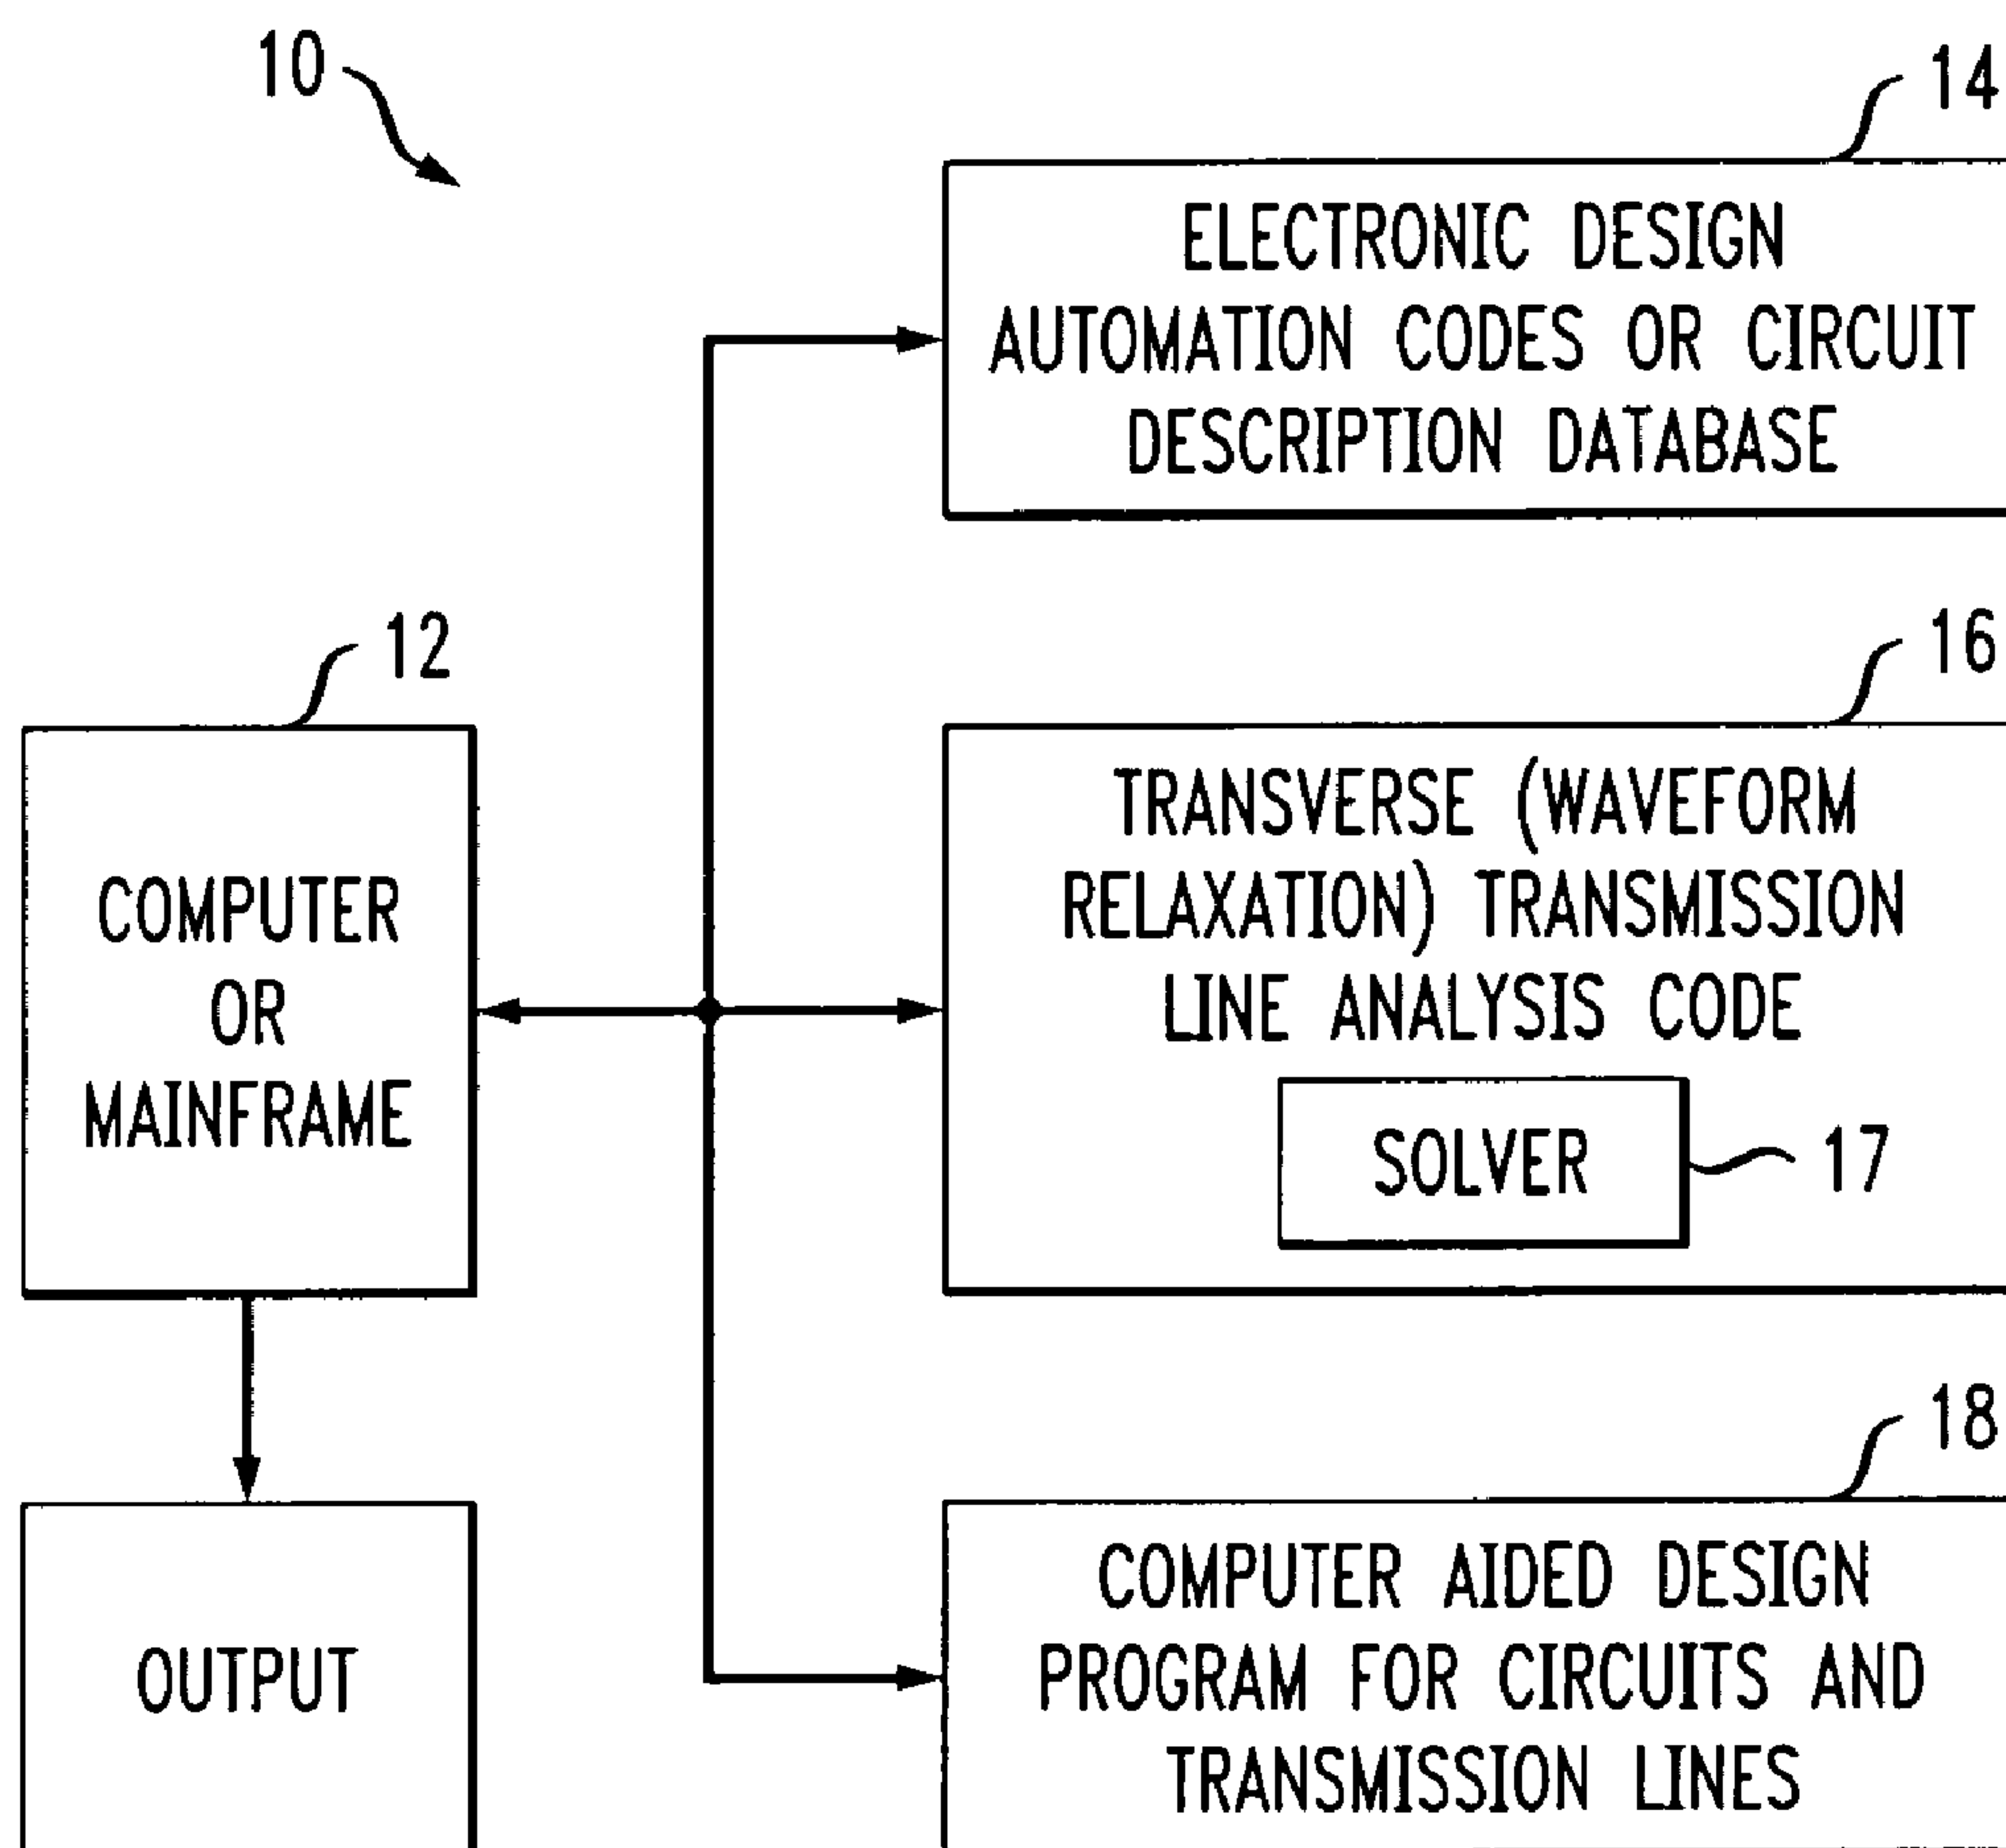 10
14
ELECTRONIC DESIGN
AUTOMATION CODES OR CIRCUIT
DESCRIPTION DATABASE
12
16
COMPUTER
OR
MAINFRAME
TRANSVERSE (WAVEFORM
RELAXATION) TRANSMISSION
LINE ANALYSIS CODE
SOLVER
17
18
OUTPUT
COMPUTER AIDED DESIGN
PROGRAM FOR CIRCUITS AND
TRANSMISSION LINES